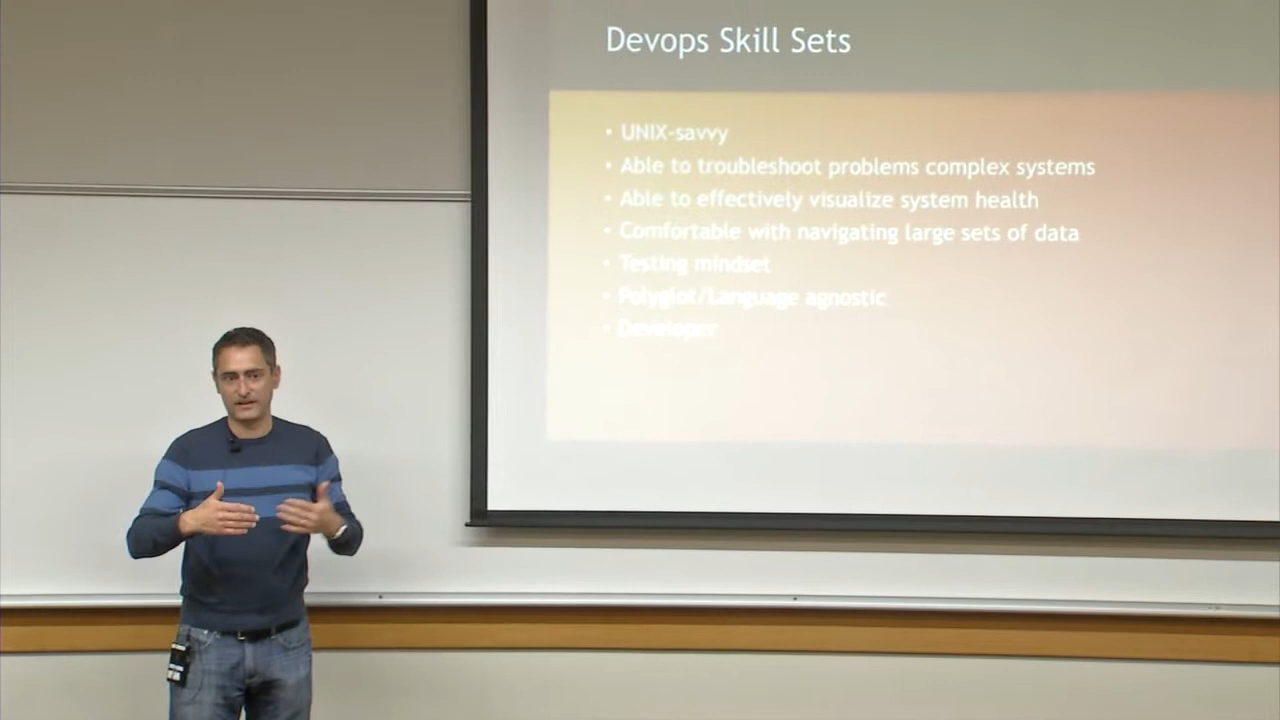 Devops Skill Sets
• UNIX-savvy
• Able to troubleshoot problems complex systems
• Able to effectively visualize system health
• Comfortable with navigating large sets of data
• Testing mindset
• Polyglot/Language agnostic
• Developer